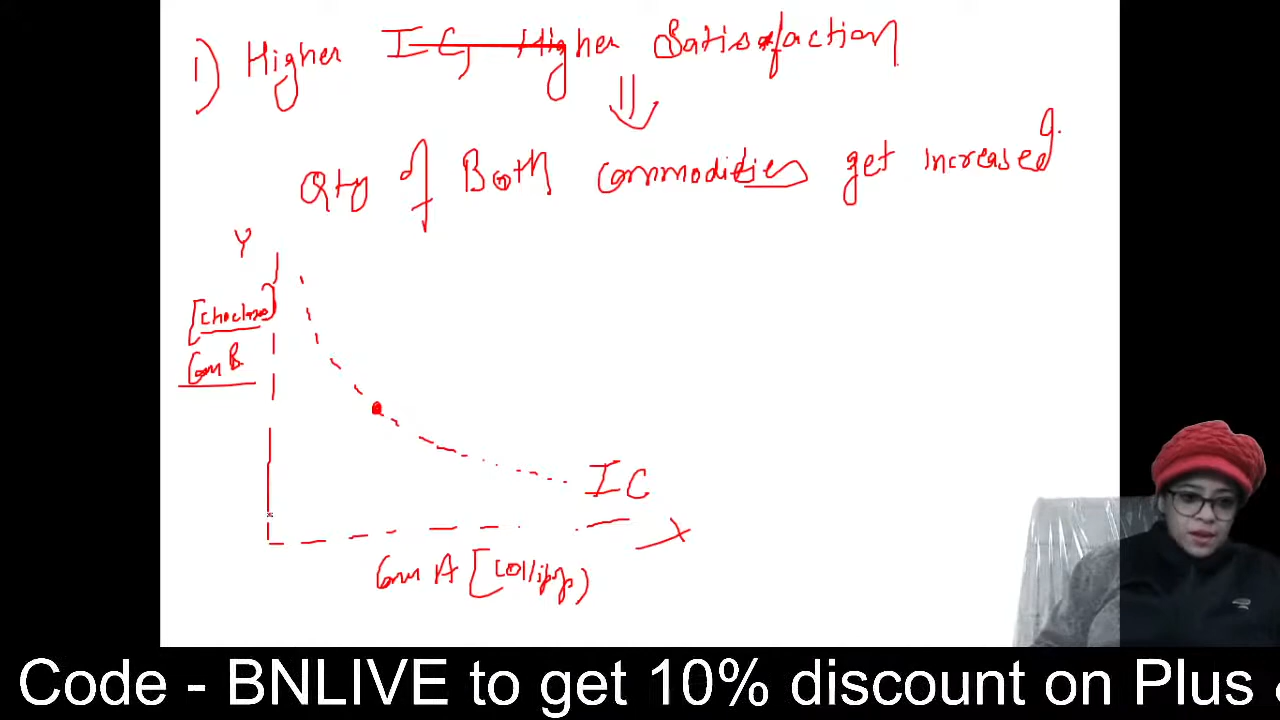 1) Higher IC, Higher Satisfaction
Qty of Both commodities get increased
Y
Com B
IC
X
Com A [lollipop)
Code - BNLIVE to get 10% discount on Plus